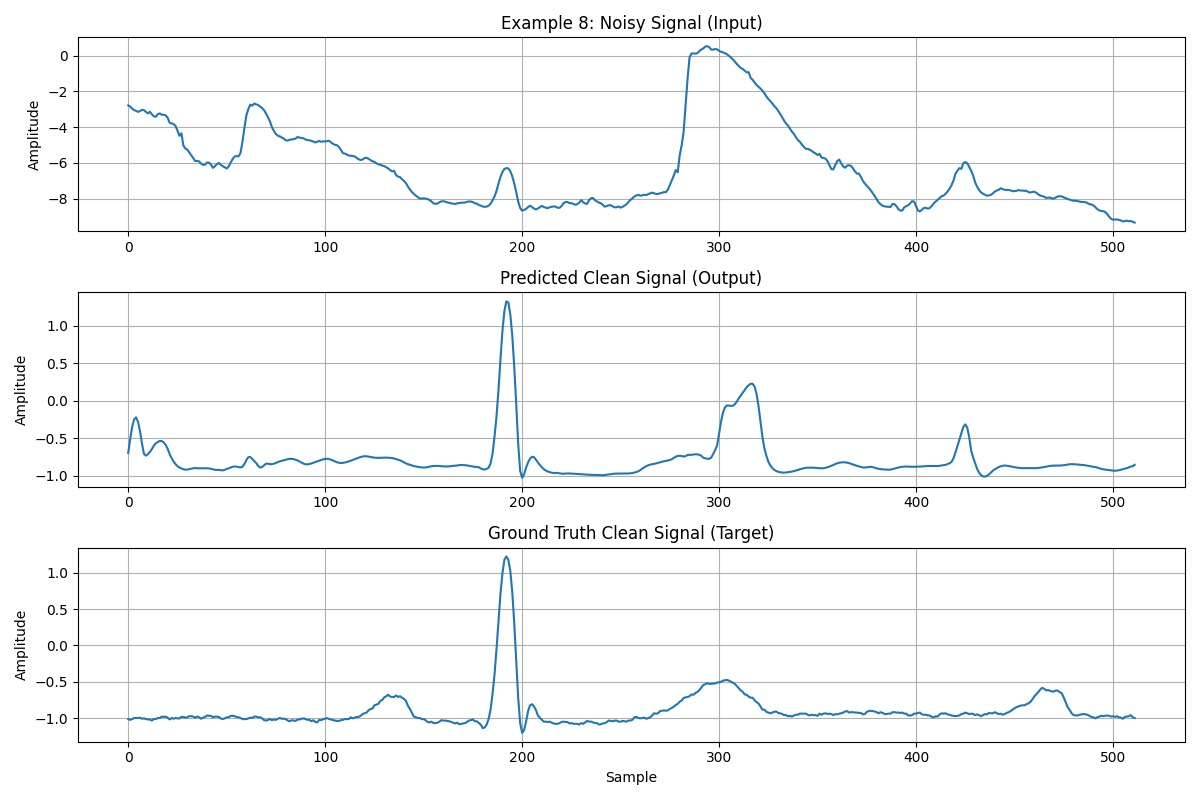 Example 8: Noisy Signal (Input)
Amplitude
0
−2
−4
−6
−8
0 100 200 300 400 500
Predicted Clean Signal (Output)
Amplitude
1.0
0.5
0.0
−0.5
−1.0
0 100 200 300 400 500
Ground Truth Clean Signal (Target)
Amplitude
1.0
0.5
0.0
−0.5
−1.0
0 100 200 300 400 500
Sample